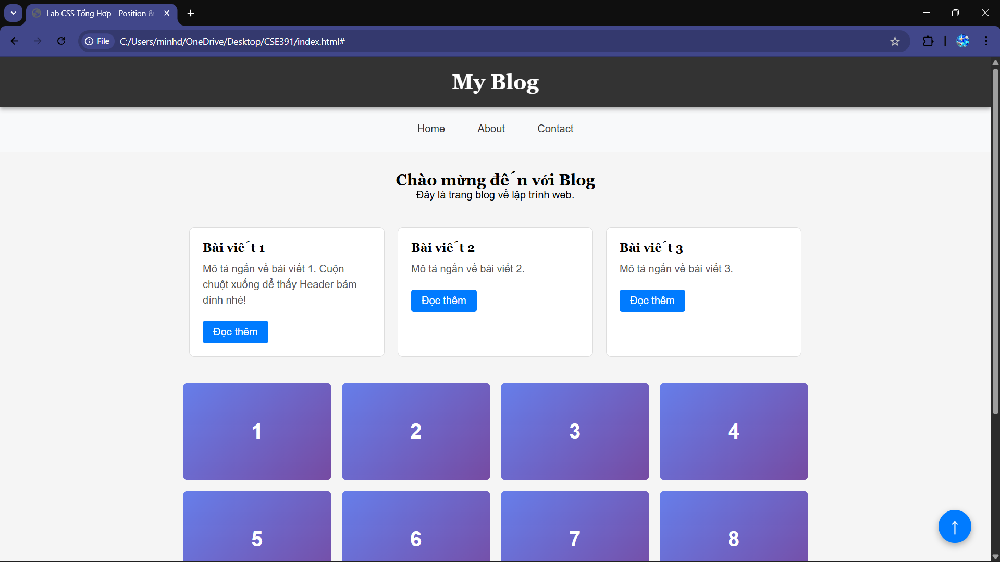 Lab CSS Tổng Hợp - Position &
File C:/Users/minhd/OneDrive/Desktop/CSE391/index.html#
My Blog
Home About Contact
Chào mừng đến với Blog
Đây là trang blog về lập trình web.
Bài viết 1
Mô tả ngắn về bài viết 1. Cuộn
chuột xuống để thấy Header bám
dính nhé!
Đọc thêm
Bài viết 2
Mô tả ngắn về bài viết 2.
Đọc thêm
Bài viết 3
Mô tả ngắn về bài viết 3.
Đọc thêm
1 2 3 4
5 6 7 8
↑